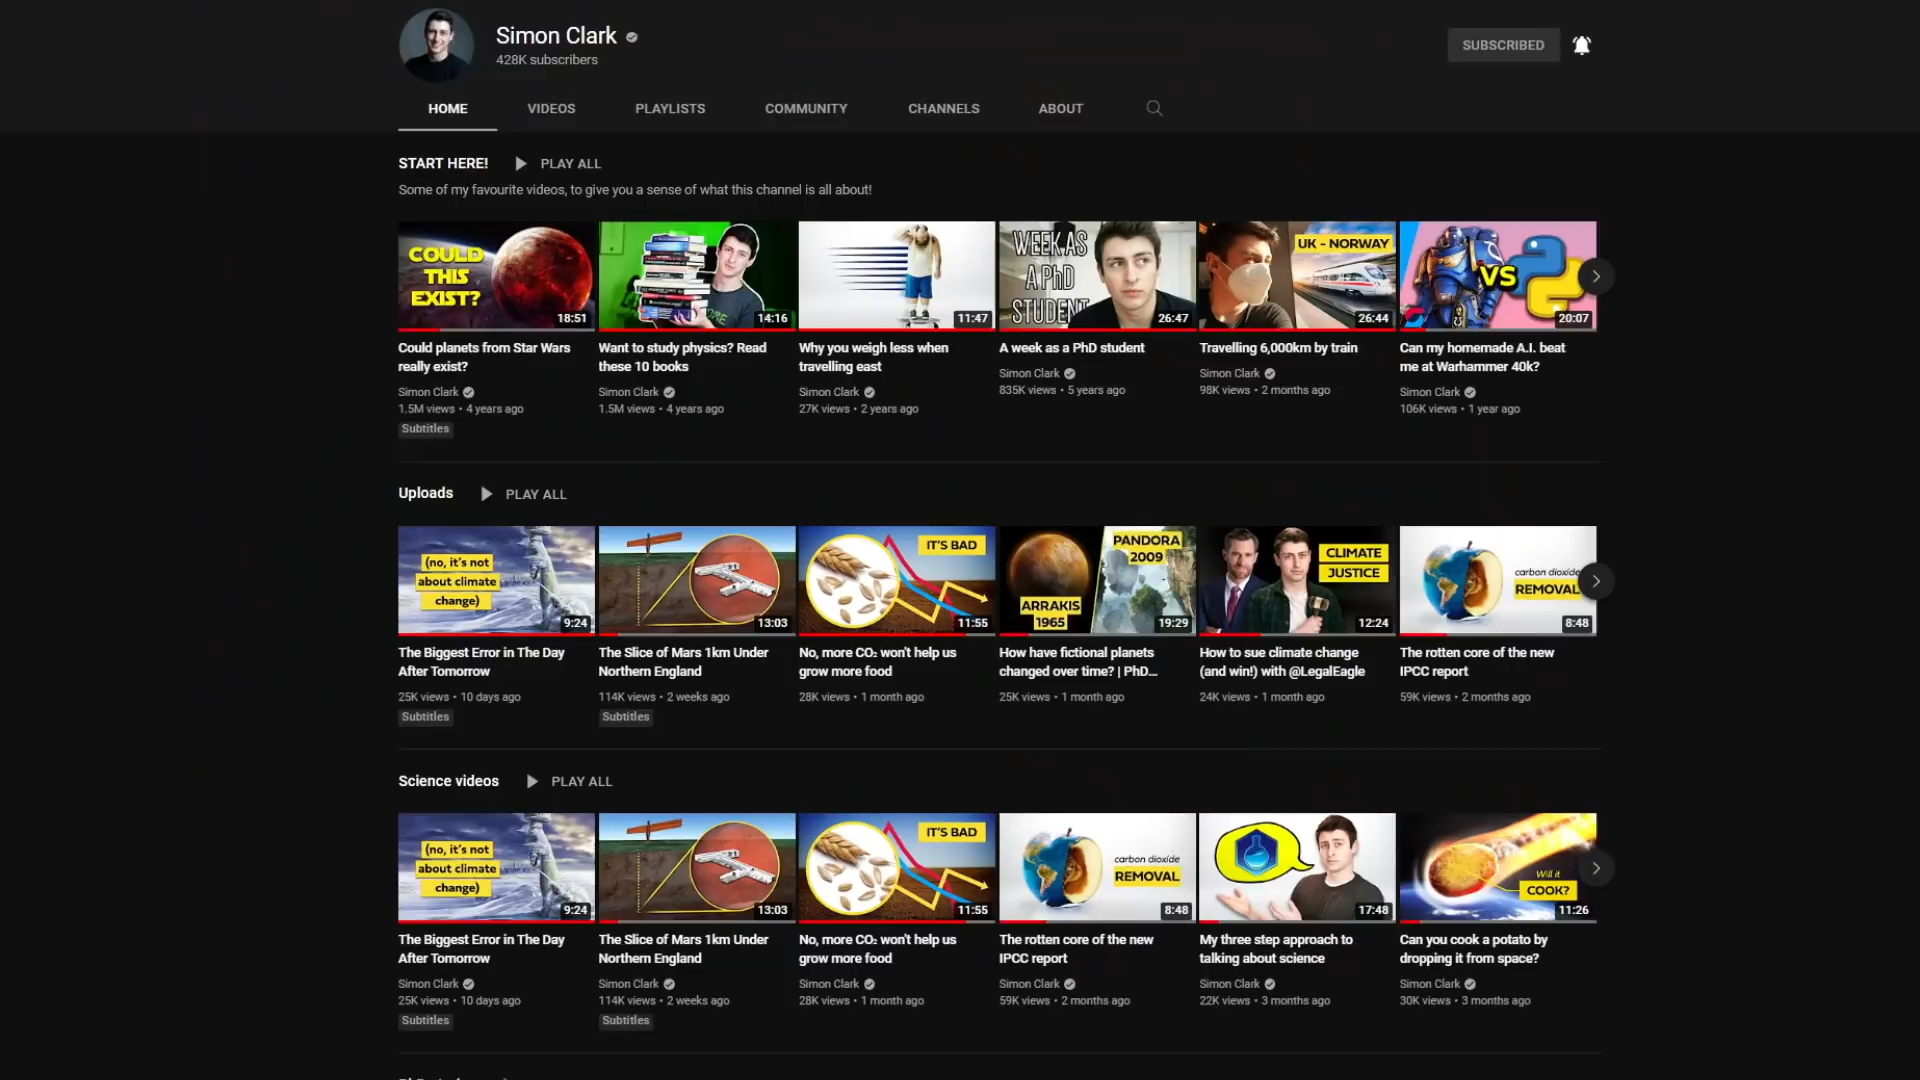 Simon Clark
428K subscribers
SUBSCRIBED
HOME VIDEOS PLAYLISTS COMMUNITY CHANNELS ABOUT
START HERE! PLAY ALL
Some of my favourite videos, to give you a sense of what this channel is all about!
COULD
THIS
EXIST?
18:51
14:16
11:47
WEEK AS
A PhD
STUDENT
26:47
UK - NORWAY
26:44
VS
20:07
Could planets from Star Wars
really exist?
Simon Clark
1.5M views • 4 years ago
Subtitles
Want to study physics? Read
these 10 books
Simon Clark
1.5M views • 4 years ago
Why you weigh less when
travelling east
Simon Clark
27K views • 2 years ago
A week as a PhD student
Simon Clark
835K views • 5 years ago
Travelling 6,000km by train
Simon Clark
98K views • 2 months ago
Can my homemade A.I. beat
me at Warhammer 40k?
Simon Clark
106K views • 1 year ago
Uploads PLAY ALL
(no, it's not
about climate
change)
9:24
13:03
IT'S BAD
11:55
PANDORA
2009
ARRAKIS
1965
19:29
CLIMATE
JUSTICE
12:24
carbon dioxide
REMOVAL
8:48
The Biggest Error in The Day
After Tomorrow
25K views • 10 days ago
Subtitles
The Slice of Mars 1km Under
Northern England
114K views • 2 weeks ago
Subtitles
No, more CO₂ won't help us
grow more food
28K views • 1 month ago
How have fictional planets
changed over time? | PhD...
25K views • 1 month ago
How to sue climate change
(and win!) with @LegalEagle
24K views • 1 month ago
The rotten core of the new
IPCC report
59K views • 2 months ago
Science videos PLAY ALL
(no, it's not
about climate
change)
9:24
13:03
IT'S BAD
11:55
carbon dioxide
REMOVAL
8:48
17:48
Will it
COOK?
11:26
The Biggest Error in The Day
After Tomorrow
Simon Clark
25K views • 10 days ago
Subtitles
The Slice of Mars 1km Under
Northern England
Simon Clark
114K views • 2 weeks ago
Subtitles
No, more CO₂ won't help us
grow more food
Simon Clark
28K views • 1 month ago
The rotten core of the new
IPCC report
Simon Clark
59K views • 2 months ago
My three step approach to
talking about science
Simon Clark
22K views • 3 months ago
Can you cook a potato by
dropping it from space?
Simon Clark
30K views • 3 months ago